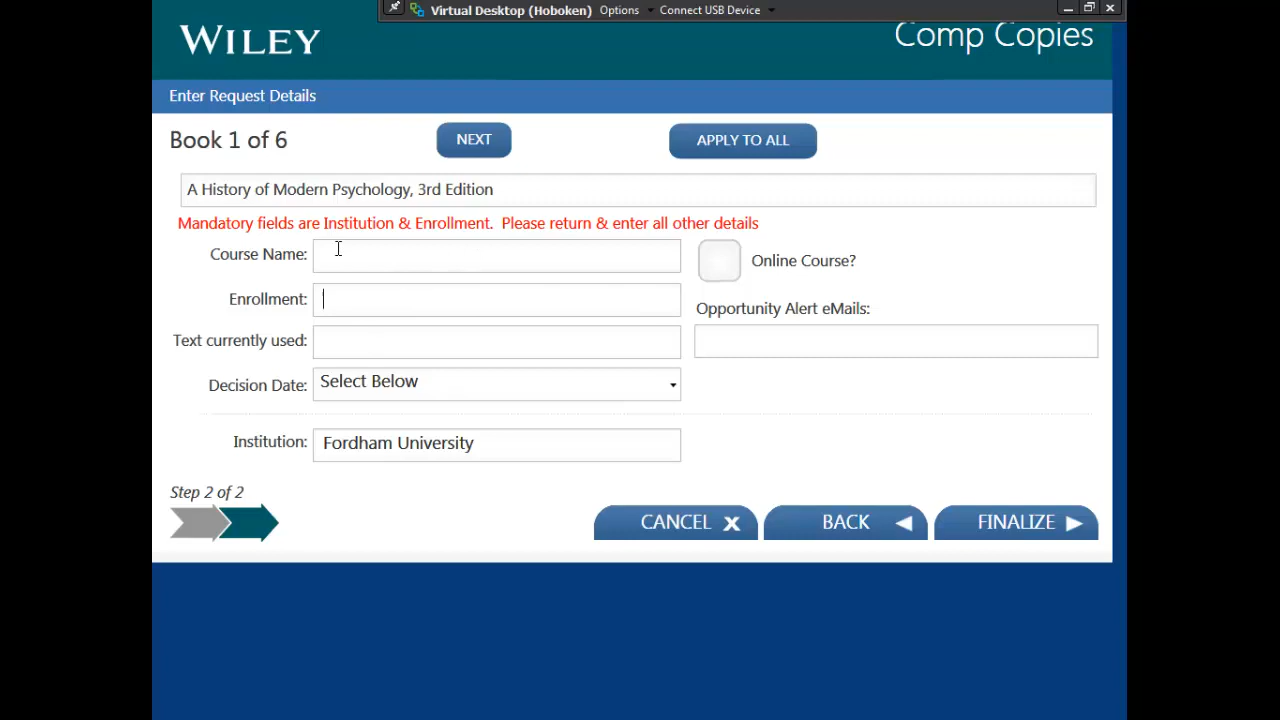 Virtual Desktop (Hoboken) Options Connect USB Device
WILEY
Comp Copies
Enter Request Details
Book 1 of 6 NEXT APPLY TO ALL
A History of Modern Psychology, 3rd Edition
Mandatory fields are Institution & Enrollment. Please return & enter all other details
Course Name:
Online Course?
Enrollment:
Opportunity Alert eMails:
Text currently used:
Decision Date: Select Below
Institution: Fordham University
Step 2 of 2
CANCEL X BACK FINALIZE